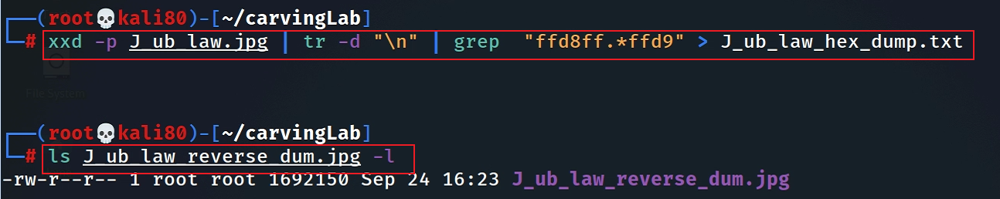 ┌──(root💀kali80)-[~/carvingLab]
└─# xxd -p J_ub_law.jpg | tr -d "\n" | grep  "ffd8ff.*ffd9" > J_ub_law_hex_dump.txt
File System
┌──(root💀kali80)-[~/carvingLab]
└─# ls J_ub_law_reverse_dum.jpg -l
-rw-r--r-- 1 root root 1692150 Sep 24 16:23 J_ub_law_reverse_dum.jpg